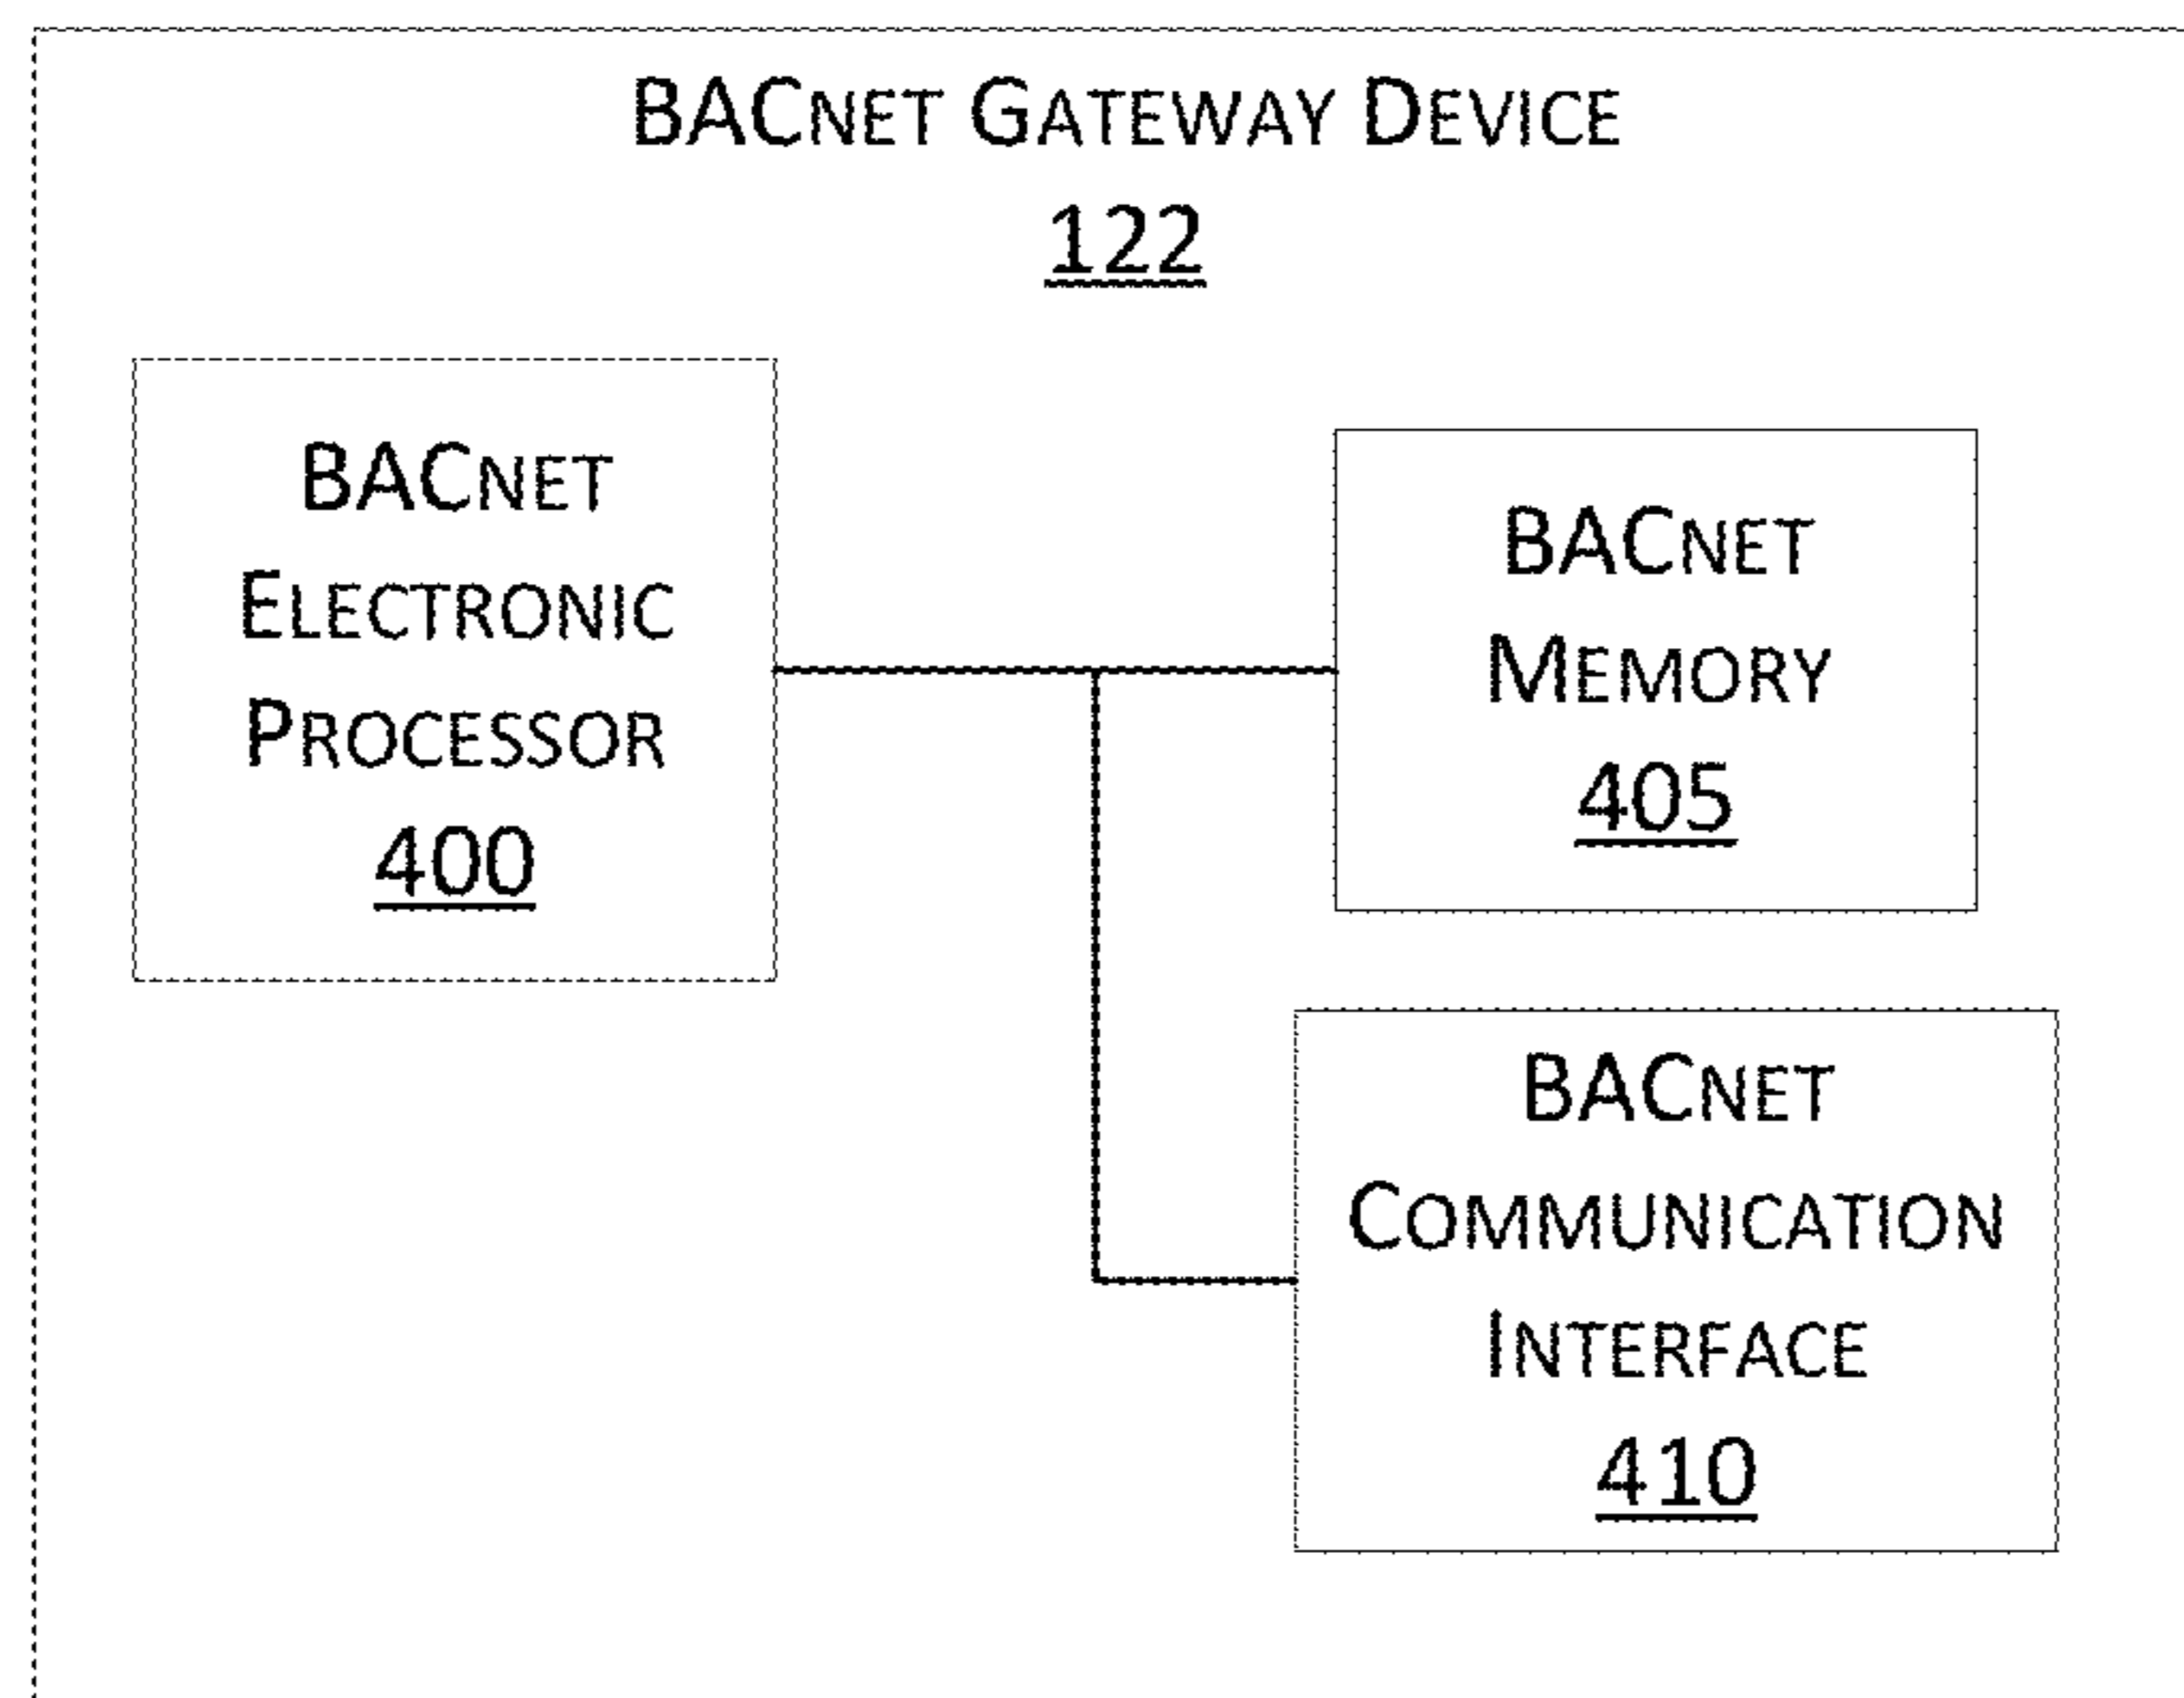 BACNET GATEWAY DEVICE
122
BACNET
ELECTRONIC
PROCESSOR
400
BACNET
MEMORY
405
BACNET
COMMUNICATION
INTERFACE
410